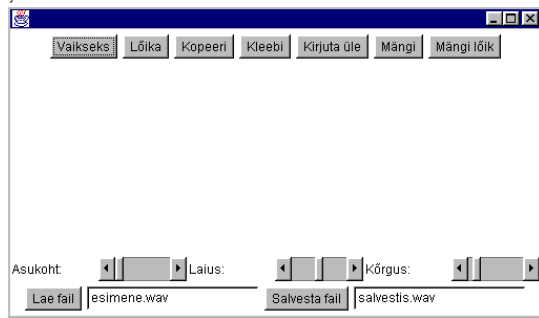 Vaikseks Lõika Kopeeri Kleebi Kirjuta üle Mängi Mängi lõik
Asukoht: Laius: Kõrgus:
Lae fail esimene.wav Salvesta fail salvestis.wav